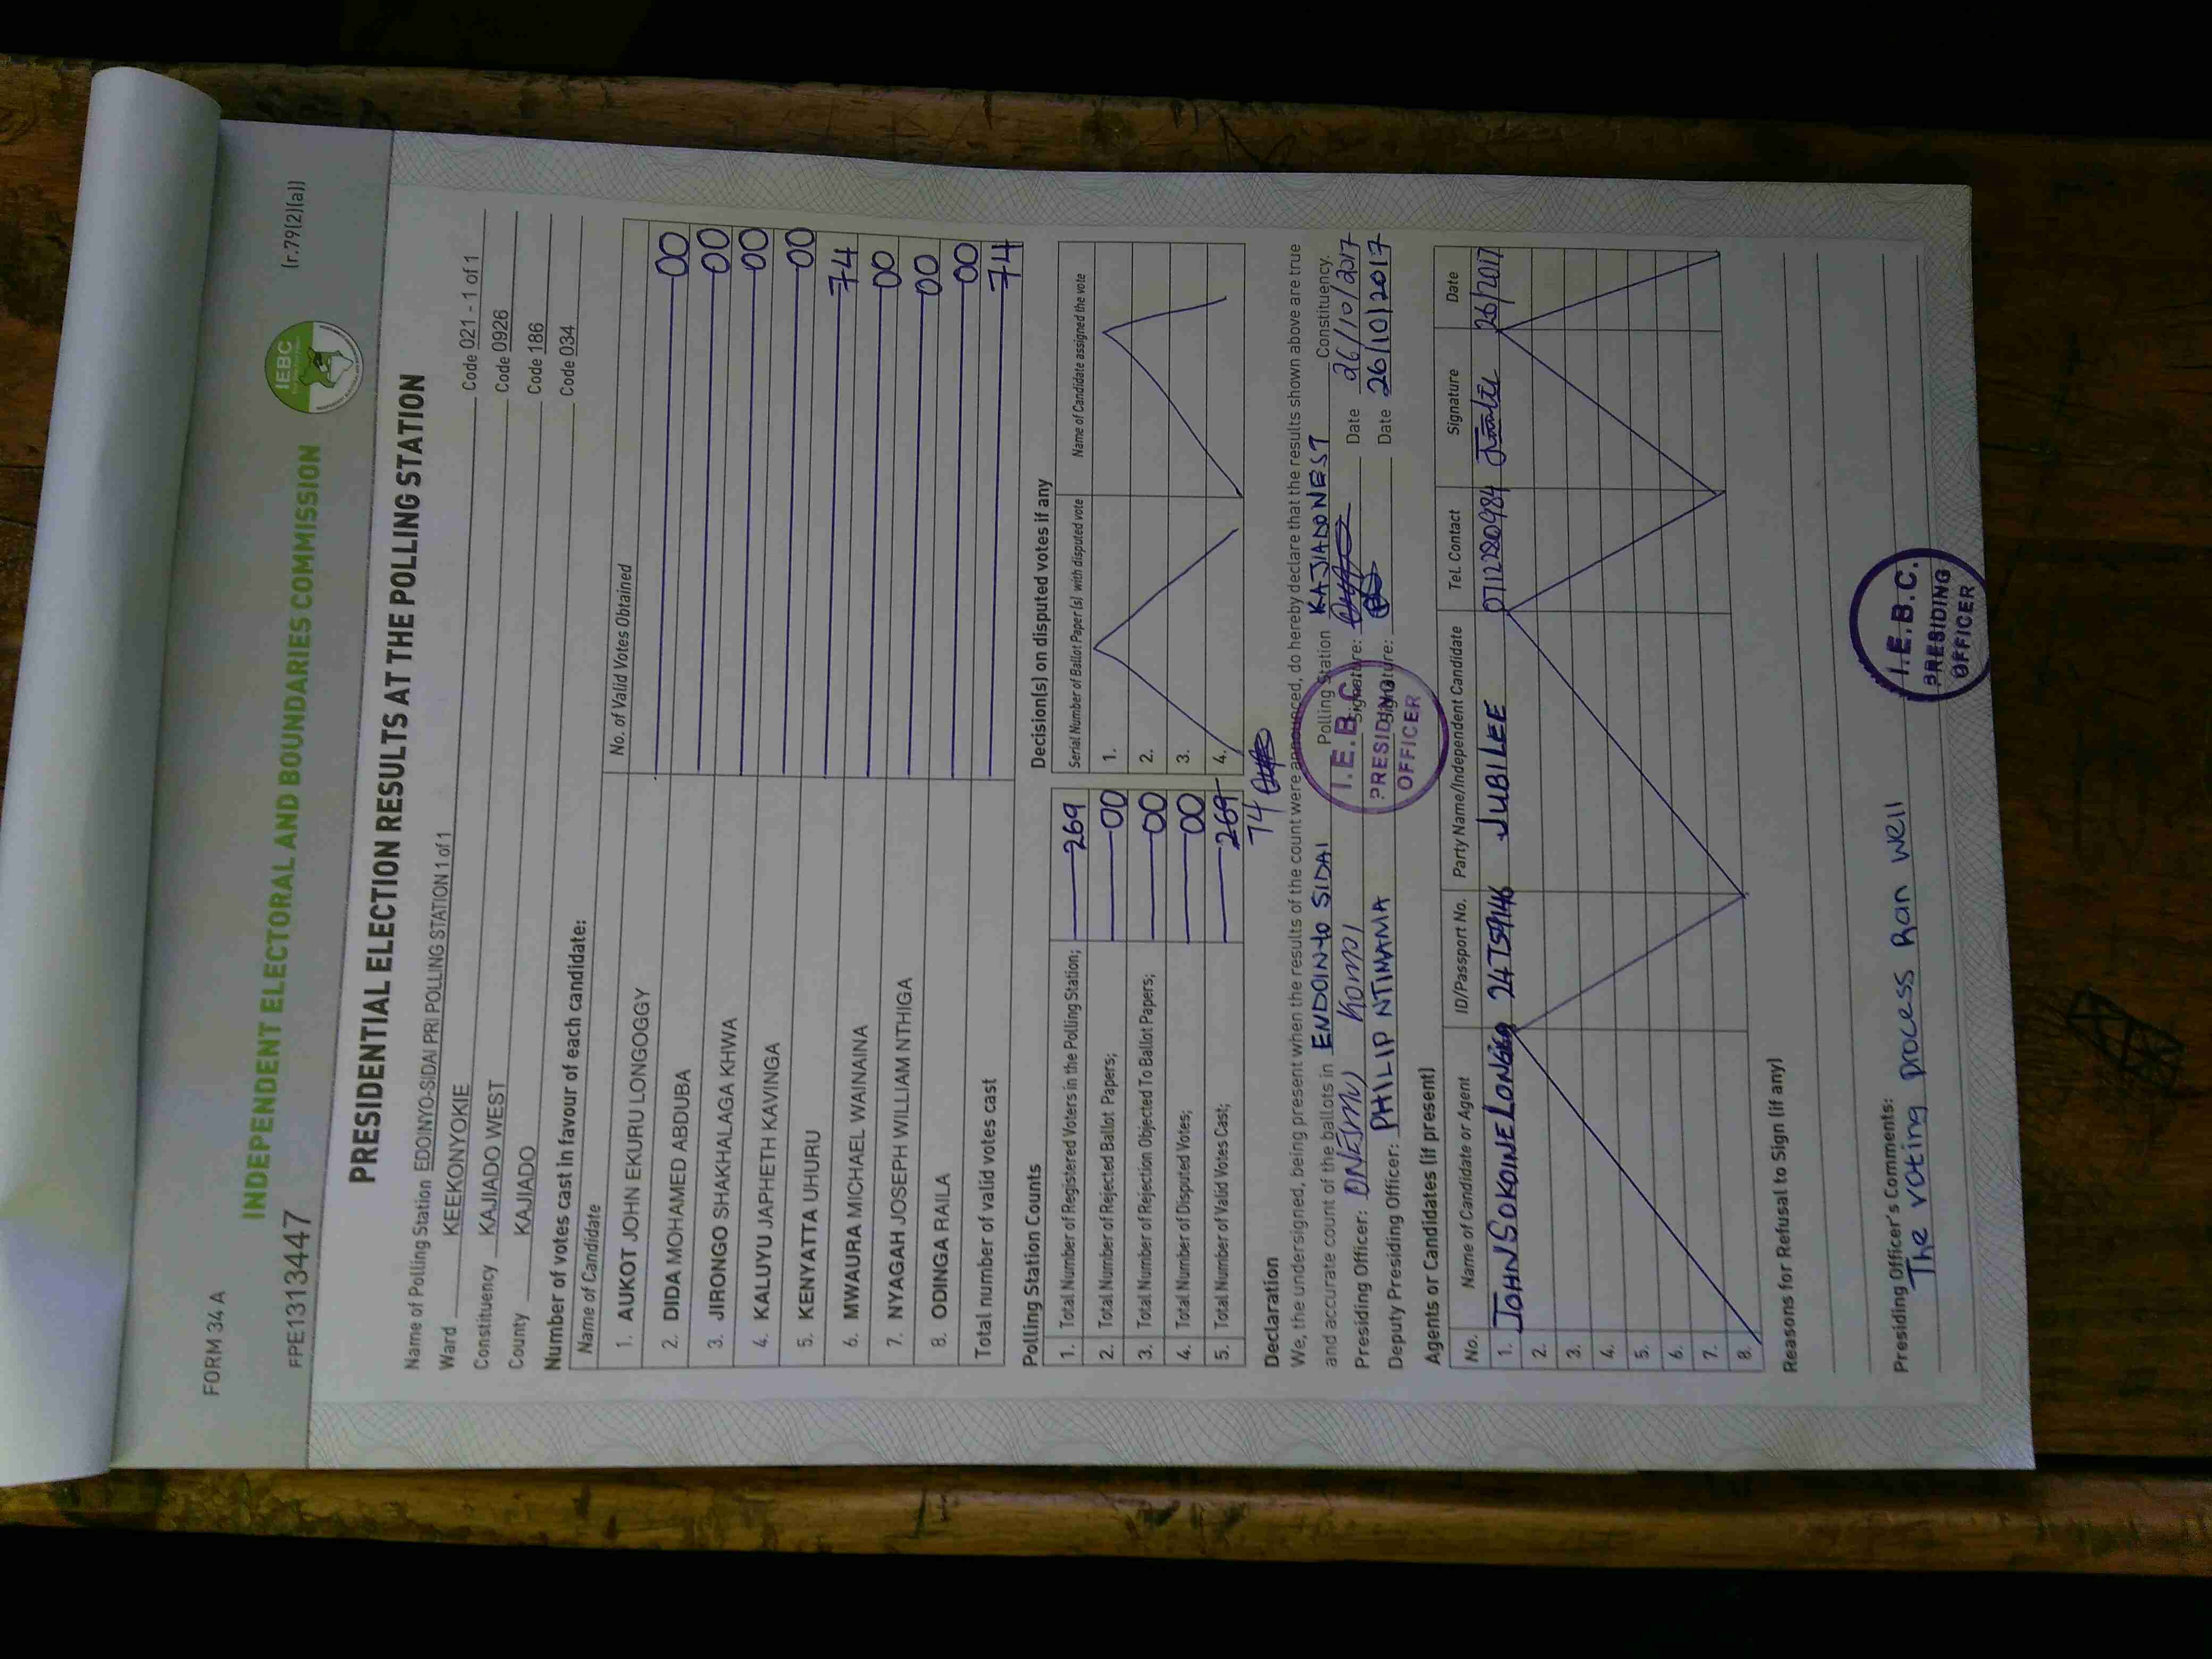 FORM 34 A
INDEPENDENT ELECTORAL AND BOUNDARIES COMMISSION
IEBC
(r.79(2)(a))
FPE1313447
PRESIDENTIAL ELECTION RESULTS AT THE POLLING STATION
Name of Polling Station EDOINYO-SIDAI PRI POLLING STATION 1 of 1 Code 021 - 1 of 1
Ward KEEKONYOKIE Code 0926
Constituency KAJIADO WEST Code 186
County KAJIADO Code 034
Number of votes cast in favour of each candidate:
Name of Candidate No. of Valid Votes Obtained
1. AUKOT JOHN EKURU LONGOGGY 00
2. DIDA MOHAMED ABDUBA 00
3. JIRONGO SHAKHALAGA KHWA 00
4. KALUYU JAPHETH KAVINGA 00
5. KENYATTA UHURU 74
6. MWAURA MICHAEL WAINAINA 00
7. NYAGAH JOSEPH WILLIAM NTHIGA 00
8. ODINGA RAILA 00
Total number of valid votes cast 74
Polling Station Counts
1. Total Number of Registered Voters in the Polling Station; 269
2. Total Number of Rejected Ballot Papers; 00
3. Total Number of Rejection Objected To Ballot Papers; 00
4. Total Number of Disputed Votes; 00
5. Total Number of Valid Votes Cast; 269
74
Decision(s) on disputed votes if any
Serial Number of Ballot Paper(s) with disputed vote Name of Candidate assigned the vote
1.
2.
3.
4.
Declaration
We, the undersigned, being present when the results of the count were announced, do hereby declare that the results shown above are true
and accurate count of the ballots in ENDOINYO SIDAI Polling Station KAJIADO WEST Constituency.
Presiding Officer: ONESMU KOMPI Signature: Date 26/10/2017
Deputy Presiding Officer: PHILIP NTIMAMA Signature: Date 26/10/2017
I.E.B.C
PRESIDING
OFFICER
Agents or Candidates (if present)
No. Name of Candidate or Agent ID/Passport No. Party Name/Independent Candidate Tel. Contact Signature Date
1. JOHN SOKOINE JUBILEE 0712280984
2.
3.
4.
5.
6.
7.
8.
Reasons for Refusal to Sign (if any)
Presiding Officer's Comments:
The voting process Ran well
I.E.B.C.
PRESIDING
OFFICER